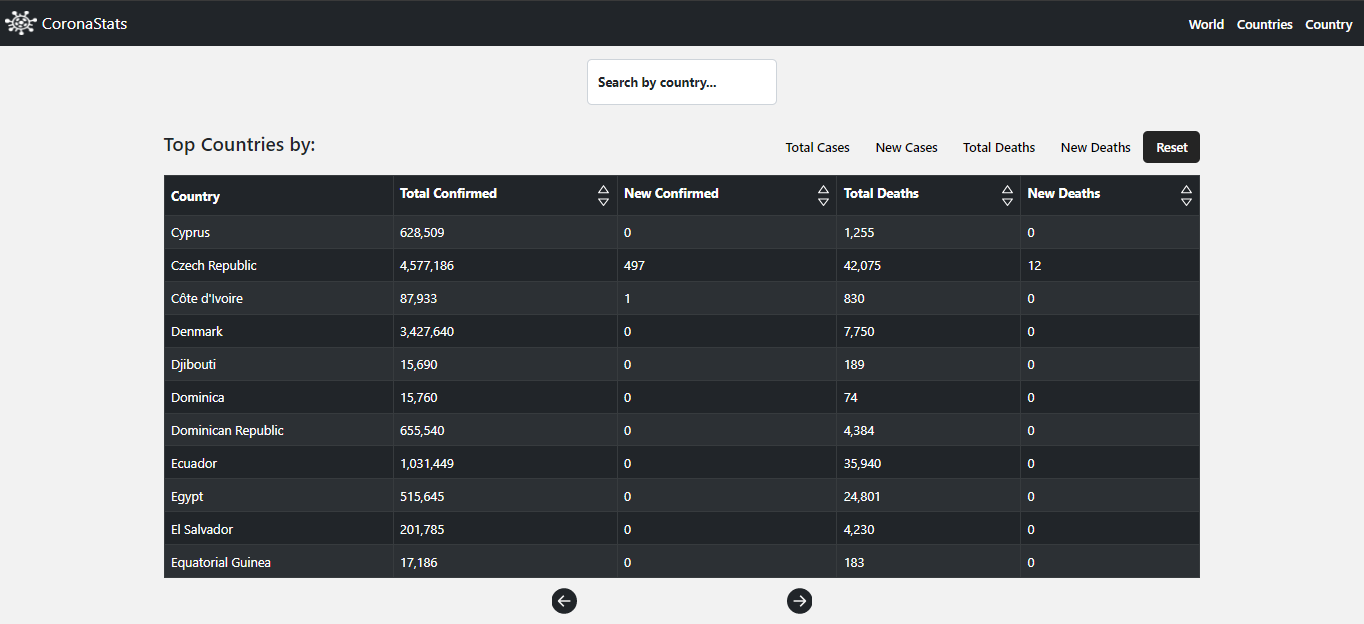 CoronaStats World Countries Country
Search by country...
Top Countries by: Total Cases New Cases Total Deaths New Deaths Reset
Country Total Confirmed New Confirmed Total Deaths New Deaths
Cyprus 628,509 0 1,255 0
Czech Republic 4,577,186 497 42,075 12
Côte d'Ivoire 87,933 1 830 0
Denmark 3,427,640 0 7,750 0
Djibouti 15,690 0 189 0
Dominica 15,760 0 74 0
Dominican Republic 655,540 0 4,384 0
Ecuador 1,031,449 0 35,940 0
Egypt 515,645 0 24,801 0
El Salvador 201,785 0 4,230 0
Equatorial Guinea 17,186 0 183 0